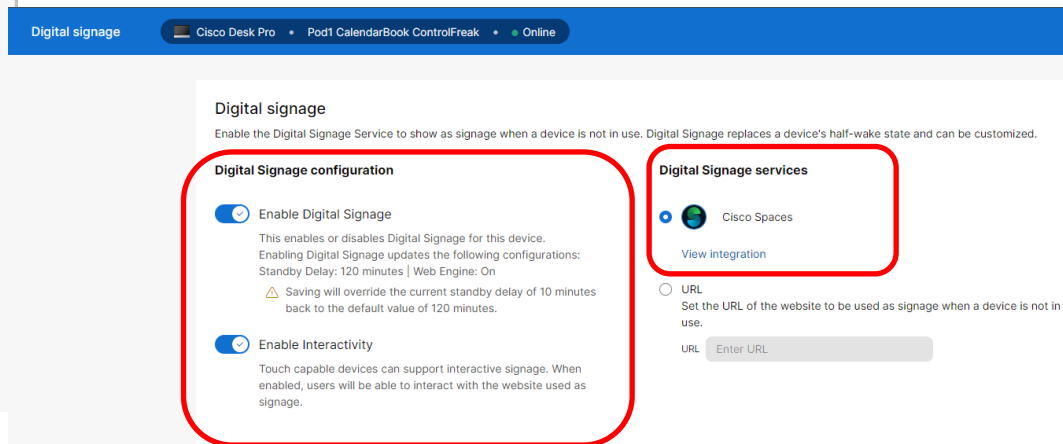 Digital signage
Cisco Desk Pro • Pod1 CalendarBook ControlFreak • Online
Digital signage
Enable the Digital Signage Service to show as signage when a device is not in use. Digital Signage replaces a device's half-wake state and can be customized.
Digital Signage configuration
Enable Digital Signage
This enables or disables Digital Signage for this device.
Enabling Digital Signage updates the following configurations:
Standby Delay: 120 minutes | Web Engine: On
Saving will override the current standby delay of 10 minutes
back to the default value of 120 minutes.
Enable Interactivity
Touch capable devices can support interactive signage. When
enabled, users will be able to interact with the website used as
signage.
Digital Signage services
Cisco Spaces
View integration
URL
Set the URL of the website to be used as signage when a device is not in
use.
URL Enter URL